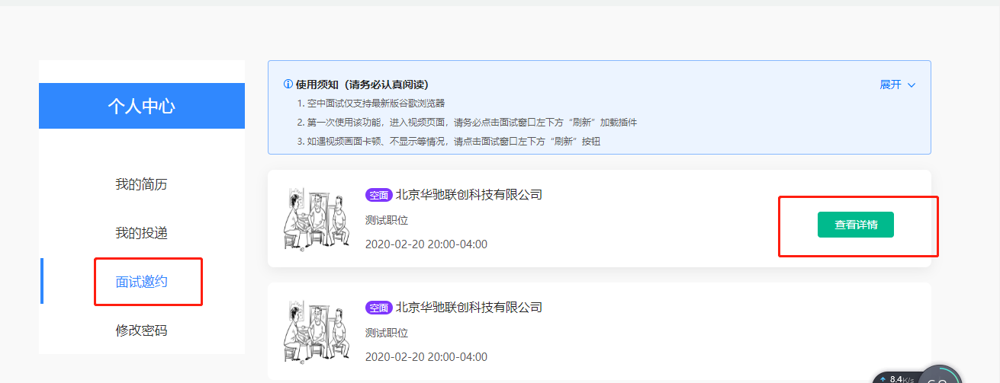 个人中心
我的简历
我的投递
面试邀约
修改密码
使用须知（请务必认真阅读）
展开
1. 空中面试仅支持最新版谷歌浏览器
2. 第一次使用该功能，进入视频页面，请务必点击面试窗口左下方“刷新”加载插件
3. 如遇视频画面卡顿、不显示等情况，请点击面试窗口左下方“刷新”按钮
空面 北京华驰联创科技有限公司
测试职位
2020-02-20 20:00-04:00
查看详情
空面 北京华驰联创科技有限公司
测试职位
2020-02-20 20:00-04:00
8.4K/s